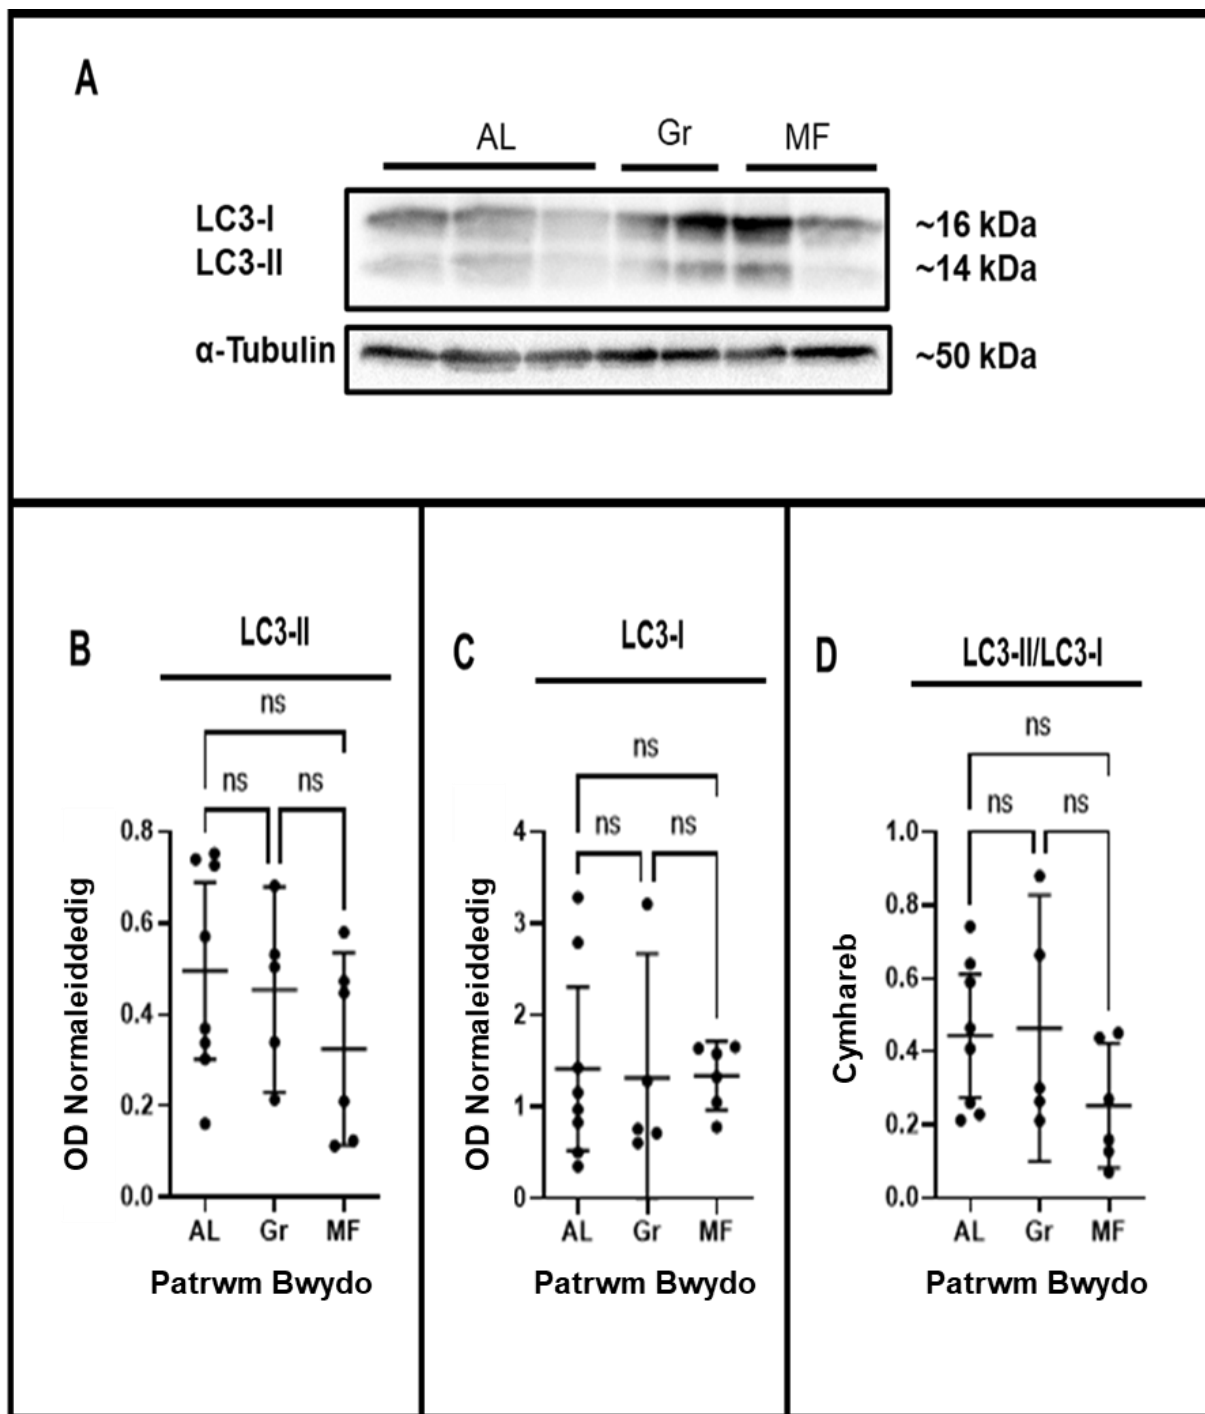 A
AL Gr MF
LC3-I ~16 kDa
LC3-II ~14 kDa
α-Tubulin ~50 kDa
B
LC3-II
ns
ns ns
0.8
0.6
0.4
0.2
0.0
OD Normaleiddedig
AL Gr MF
Patrwm Bwydo
C
LC3-I
ns
ns ns
4
3
2
1
0
OD Normaleiddedig
AL Gr MF
Patrwm Bwydo
D
LC3-II/LC3-I
ns
ns ns
1.0
0.8
0.6
0.4
0.2
0.0
Cymhareb
AL Gr MF
Patrwm Bwydo